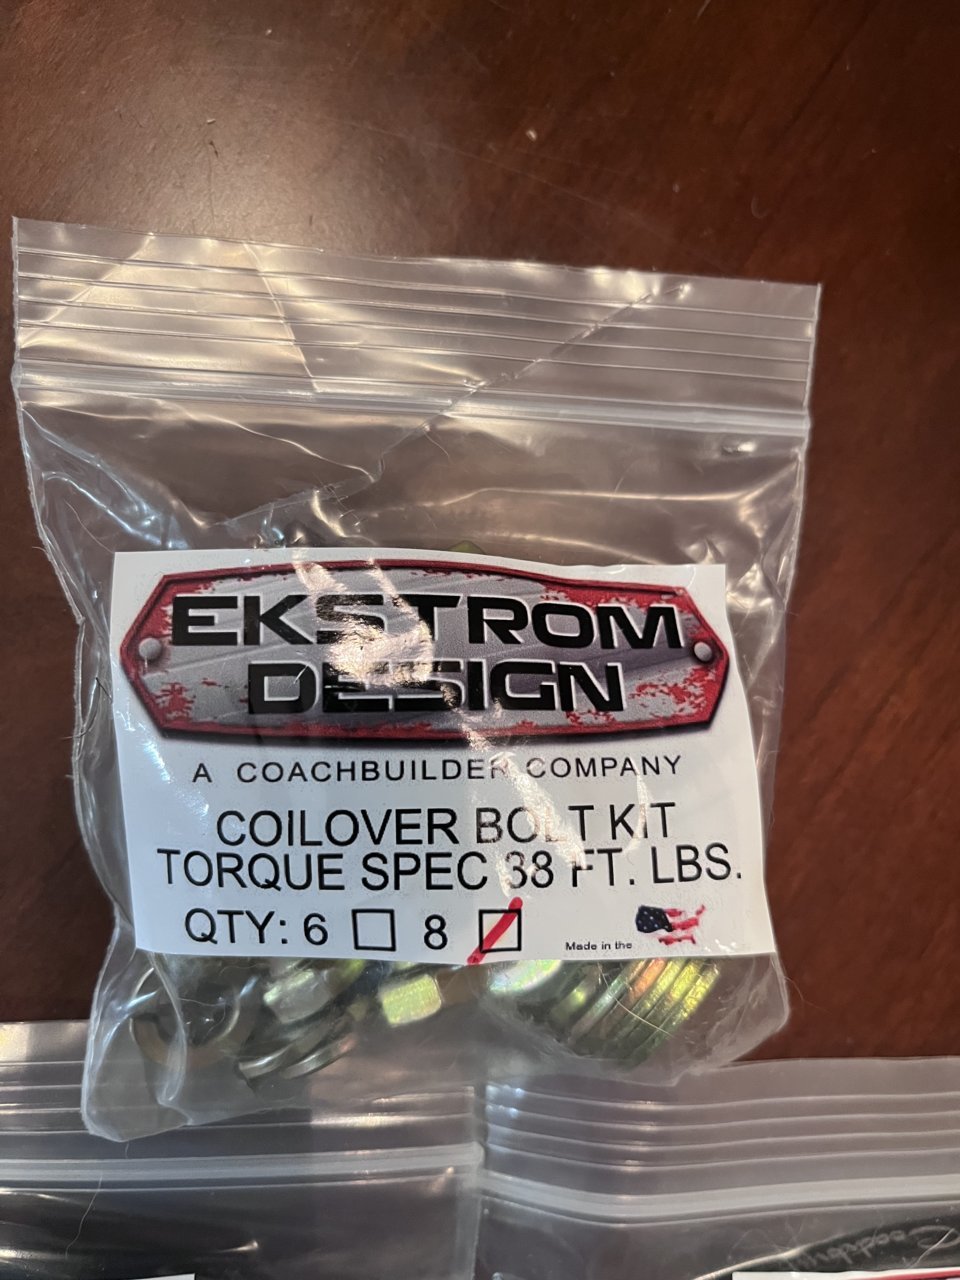 EKSTROM
DESIGN
A COACHBUILDER COMPANY
COILOVER BOLT KIT
TORQUE SPEC 38 FT. LBS.
QTY: 6 8
Made in the